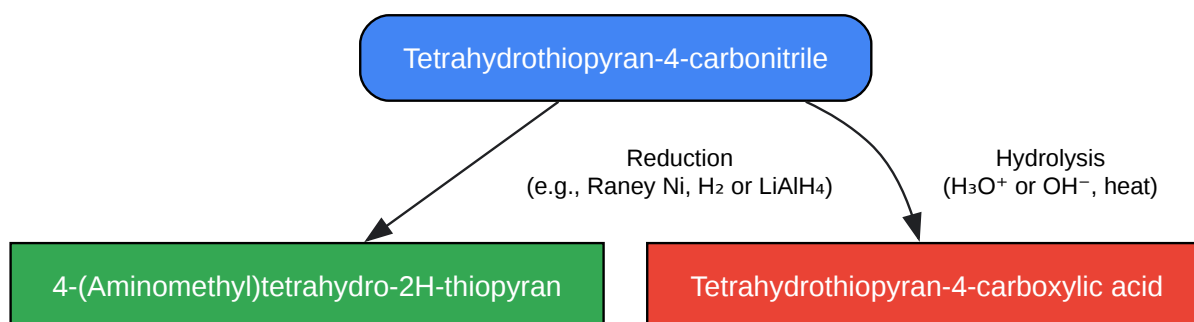 Tetrahydrothiopyran-4-carbonitrile
Reduction
(e.g., Raney Ni, H₂ or LiAlH₄)
Hydrolysis
(H₃O⁺ or OH⁻, heat)
4-(Aminomethyl)tetrahydro-2H-thiopyran
Tetrahydrothiopyran-4-carboxylic acid